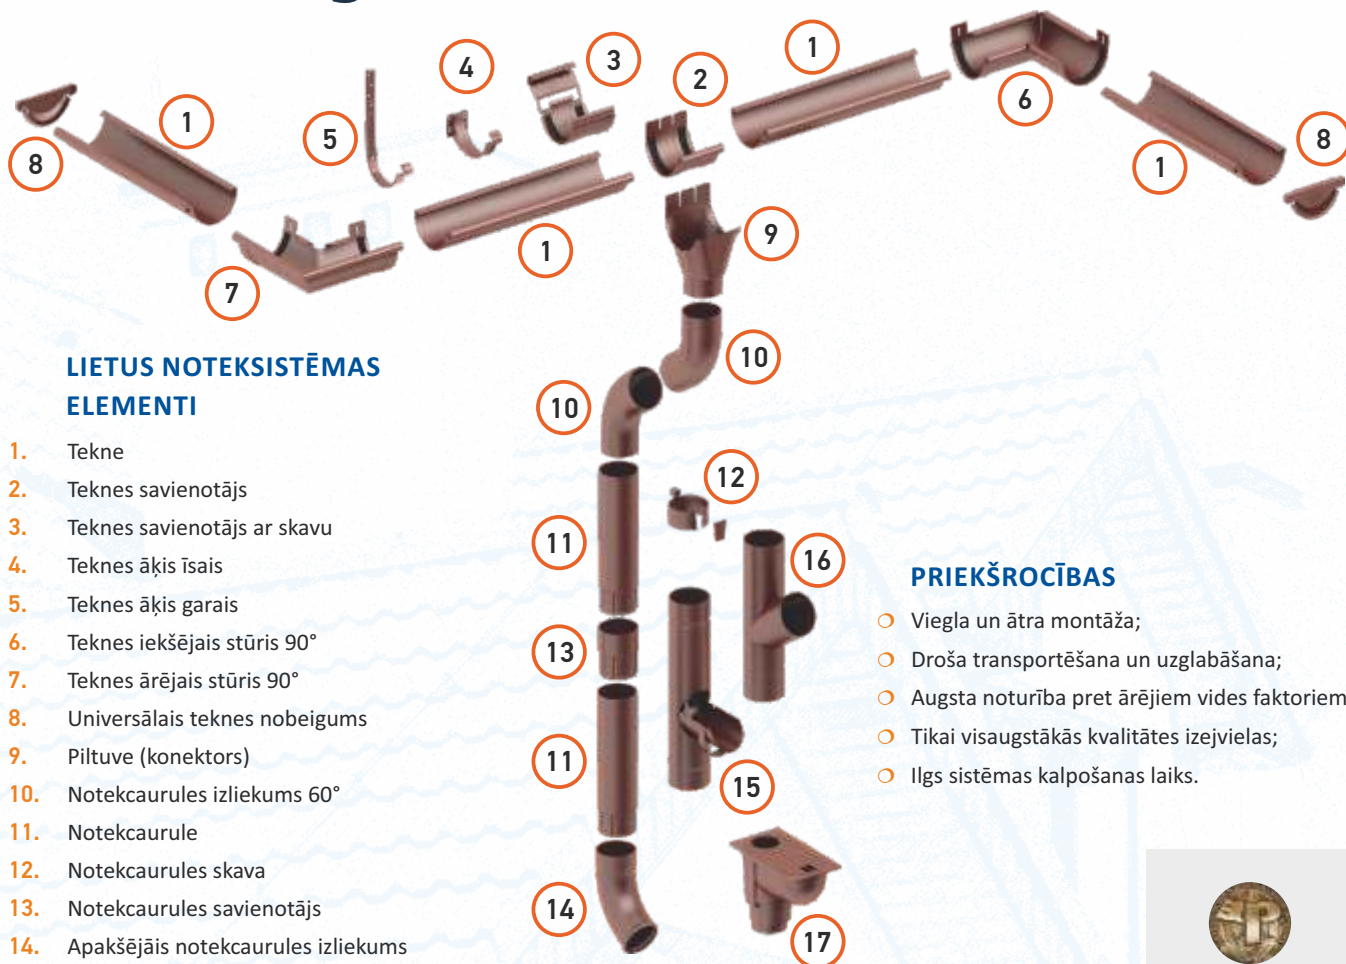 1
3
4
2
1
5
6
8
8
1
1
9
7
1
10
10
12
11
16
13
11
15
14
17
LIETUS NOTEKSISTĒMAS
ELEMENTI
1. Tekne
2. Teknes savienotājs
3. Teknes savienotājs ar skavu
4. Teknes āķis īsais
5. Teknes āķis garais
6. Teknes iekšējais stūris 90°
7. Teknes ārējais stūris 90°
8. Universālais teknes nobeigums
9. Piltuve (konektors)
10. Notekcaurules izliekums 60°
11. Notekcaurule
12. Notekcaurules skava
13. Notekcaurules savienotājs
14. Apakšējais notekcaurules izliekums
PRIEKŠROCĪBAS
Viegla un ātra montāža;
Droša transportēšana un uzglabāšana;
Augsta noturība pret ārējiem vides faktoriem
Tikai visaugstākās kvalitātes izejvielas;
Ilgs sistēmas kalpošanas laiks.